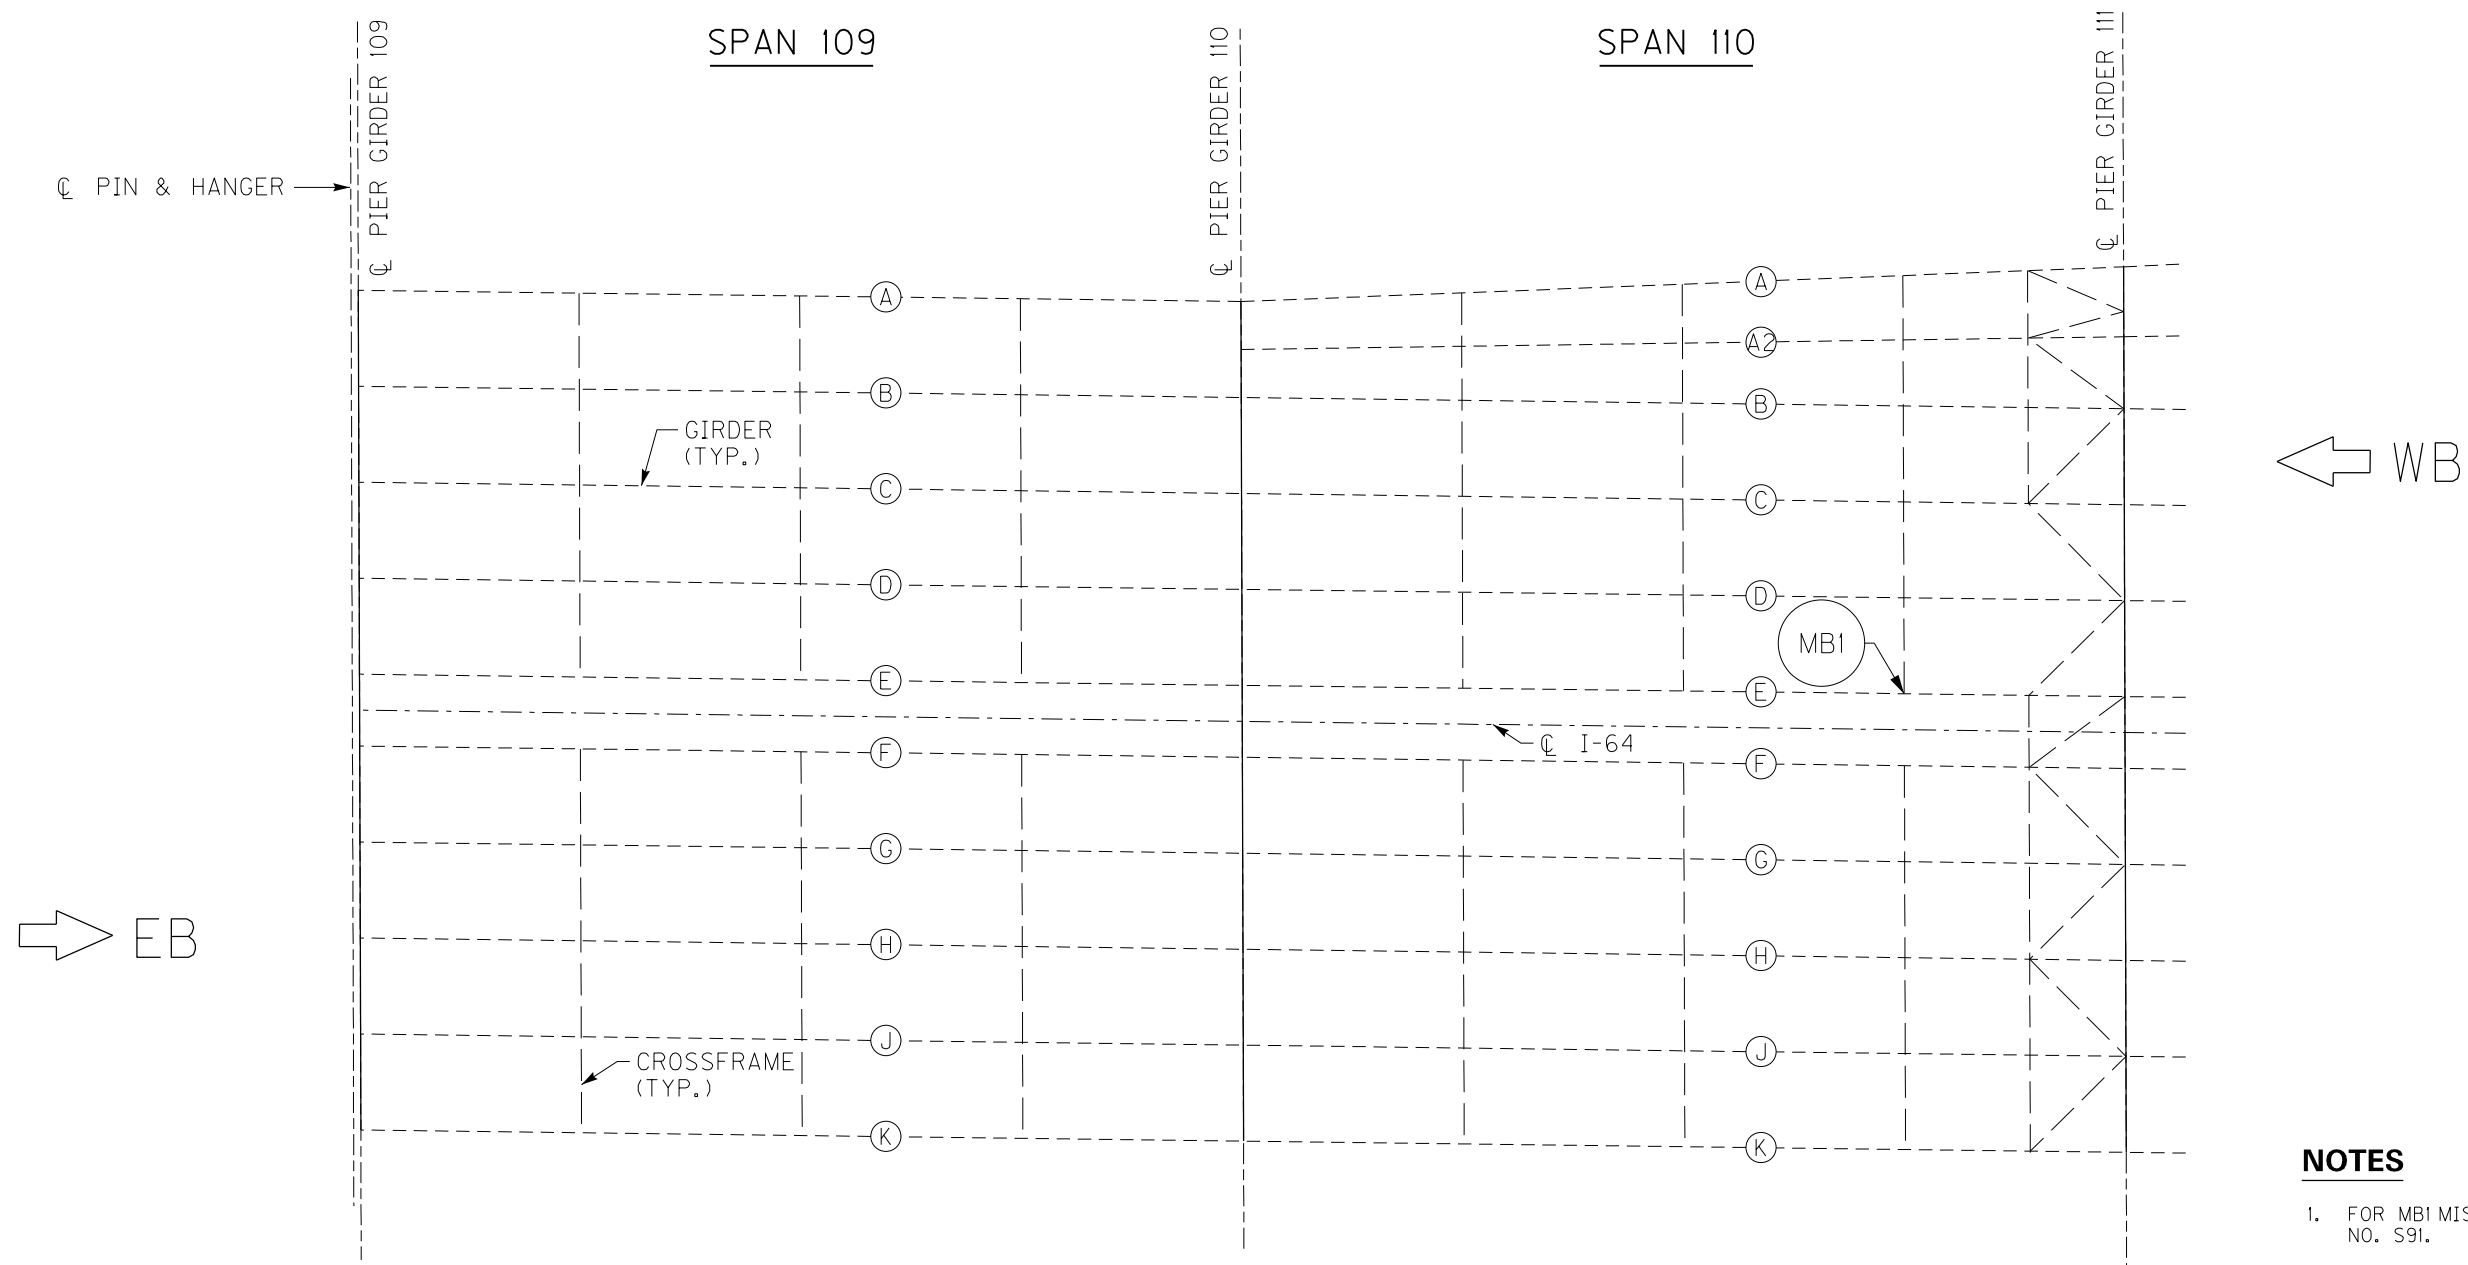 SPAN 109
SPAN 110
℄ PIER GIRDER 109
℄ PIER GIRDER 110
℄ PIER GIRDER 111
℄ PIN & HANGER
A
A
A2
B
B
GIRDER
(TYP.)
WB
C
C
D
D
MB1
E
E
℄ I-64
F
F
G
G
EB
H
H
J
J
CROSSFRAME
(TYP.)
K
K
NOTES
1. FOR MB1 MIS
NO. S91.